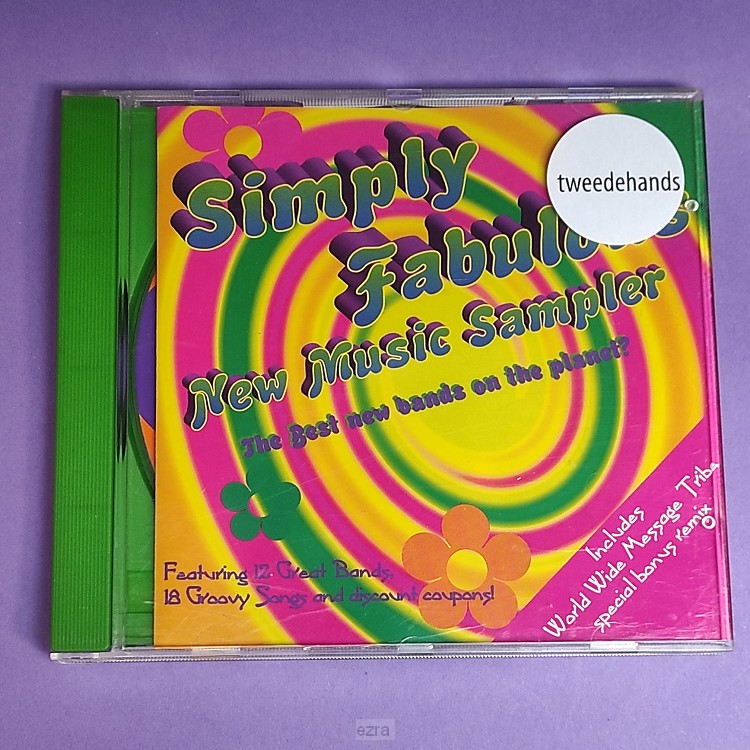 Simply
tweedehands
Fabulous
New Music Sampler
The Best new bands on the planet?
Includes
World Wide Message Tribe
special bonus remix
Featuring 12 Great Bands,
18 Groovy Songs and discount coupons!
ezra